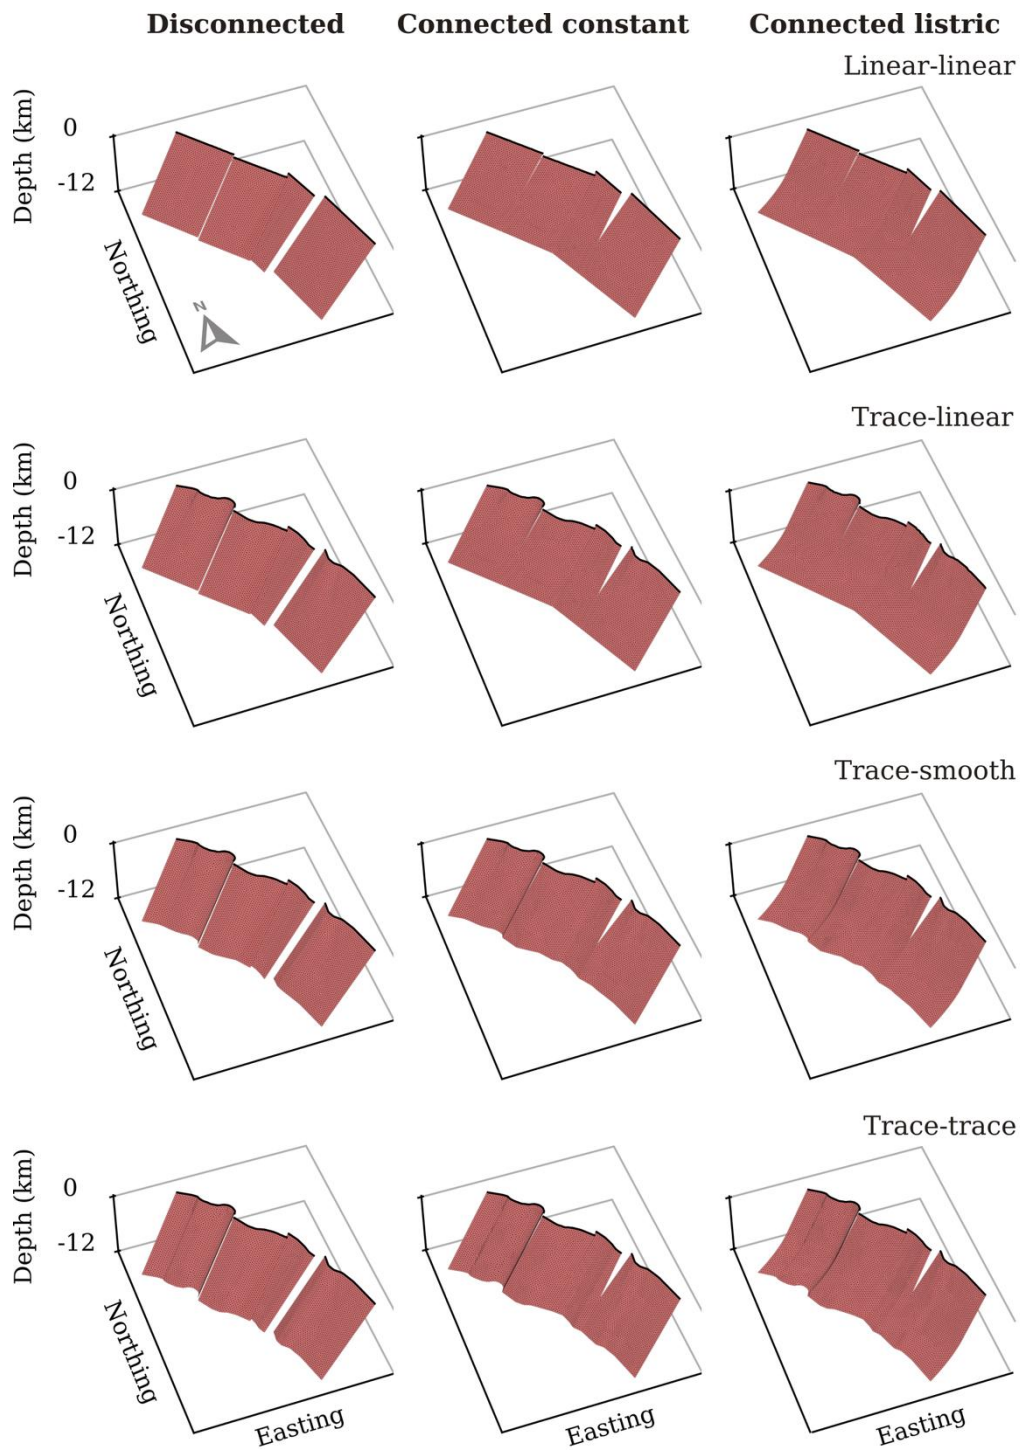 Disconnected
Connected constant
Connected listric
Linear-linear
Depth (km)
0
-12
Northing
N
Trace-linear
Depth (km)
0
-12
Northing
Trace-smooth
Depth (km)
0
-12
Northing
Trace-trace
Depth (km)
0
-12
Northing
Easting
Easting
Easting